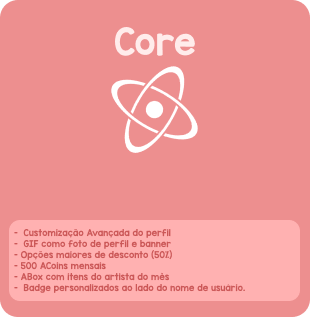 Core
- Customização Avançada do perfil
- GIF como foto de perfil e banner
- Opções maiores de desconto (50%)
- 500 ACoins mensais
- ABox com itens do artista do mês
- Badge personalizados ao lado do nome de usuário.